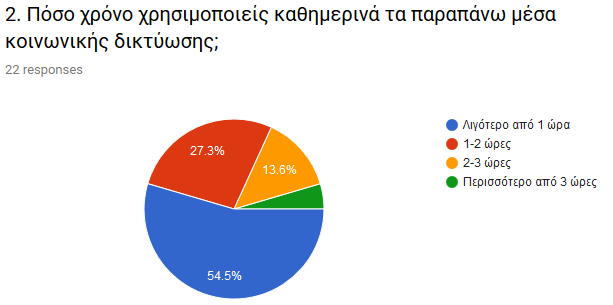 2. Πόσο χρόνο χρησιμοποιείς καθημερινά τα παραπάνω μέσα
κοινωνικής δικτύωσης;
22 responses
Λιγότερο από 1 ώρα
1-2 ώρες
2-3 ώρες
Περισσότερο από 3 ώρες
27.3%
13.6%
54.5%